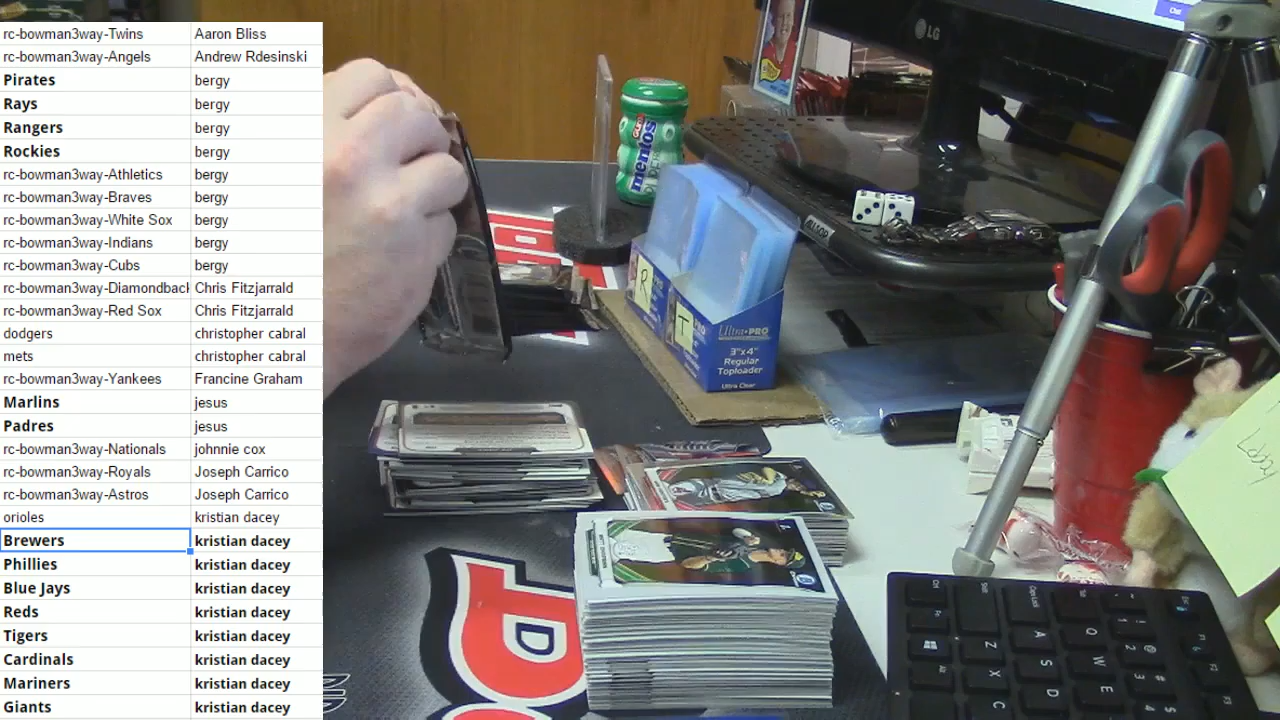 rc-bowman3way-Twins Aaron Bliss
rc-bowman3way-Angels Andrew Rdesinski
Pirates bergy
Rays bergy
Rangers bergy
Rockies bergy
rc-bowman3way-Athletics bergy
rc-bowman3way-Braves bergy
rc-bowman3way-White Sox bergy
rc-bowman3way-Indians bergy
rc-bowman3way-Cubs bergy
rc-bowman3way-Diamondback Chris Fitzjarrald
rc-bowman3way-Red Sox Chris Fitzjarrald
dodgers christopher cabral
mets christopher cabral
rc-bowman3way-Yankees Francine Graham
Marlins jesus
Padres jesus
rc-bowman3way-Nationals johnnie cox
rc-bowman3way-Royals Joseph Carrico
rc-bowman3way-Astros Joseph Carrico
orioles kristian dacey
Brewers kristian dacey
Phillies kristian dacey
Blue Jays kristian dacey
Reds kristian dacey
Tigers kristian dacey
Cardinals kristian dacey
Mariners kristian dacey
Giants kristian dacey
LG
mentos
ALLSOP
R
T
Ultra·PRO
3"x4"
Regular
Toploader
Ultra Clear